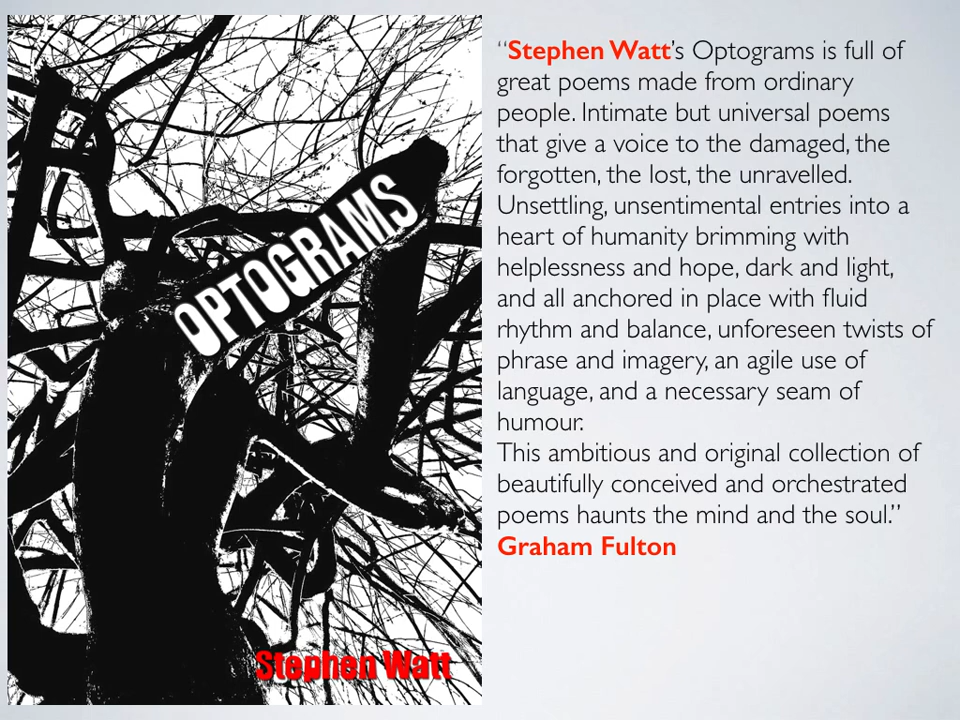 OPTOGRAMS
Stephen Watt
“Stephen Watt’s Optograms is full of
great poems made from ordinary
people. Intimate but universal poems
that give a voice to the damaged, the
forgotten, the lost, the unravelled.
Unsettling, unsentimental entries into a
heart of humanity brimming with
helplessness and hope, dark and light,
and all anchored in place with fluid
rhythm and balance, unforeseen twists of
phrase and imagery, an agile use of
language, and a necessary seam of
humour.
This ambitious and original collection of
beautifully conceived and orchestrated
poems haunts the mind and the soul.”
Graham Fulton